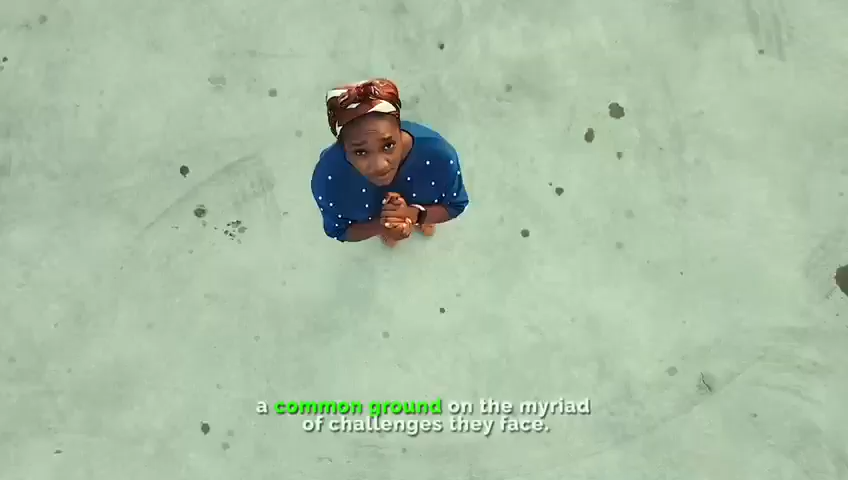 a common ground on the myriad
of challenges they face.